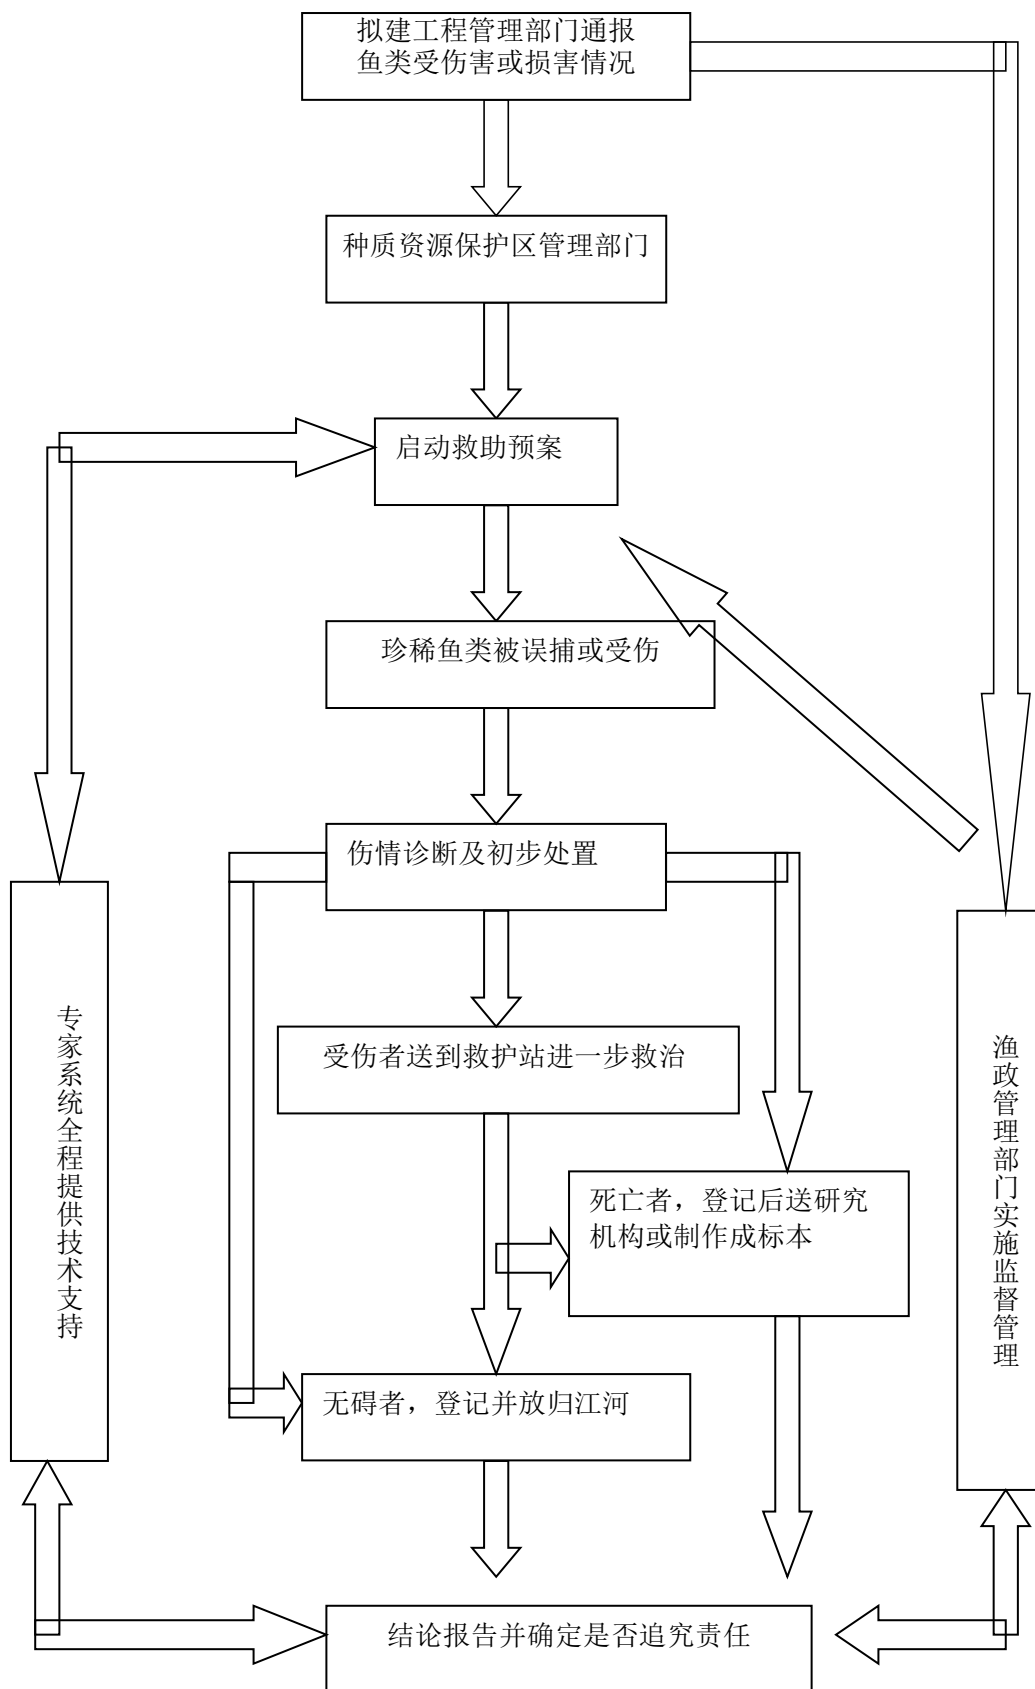 拟建工程管理部门通报
鱼类受伤害或损害情况
种质资源保护区管理部门
启动救助预案
珍稀鱼类被误捕或受伤
伤情诊断及初步处置
专家系统全程提供技术支持
受伤者送到救护站进一步救治
渔政管理部门实施监督管理
死亡者，登记后送研究
机构或制作成标本
无碍者，登记并放归江河
结论报告并确定是否追究责任